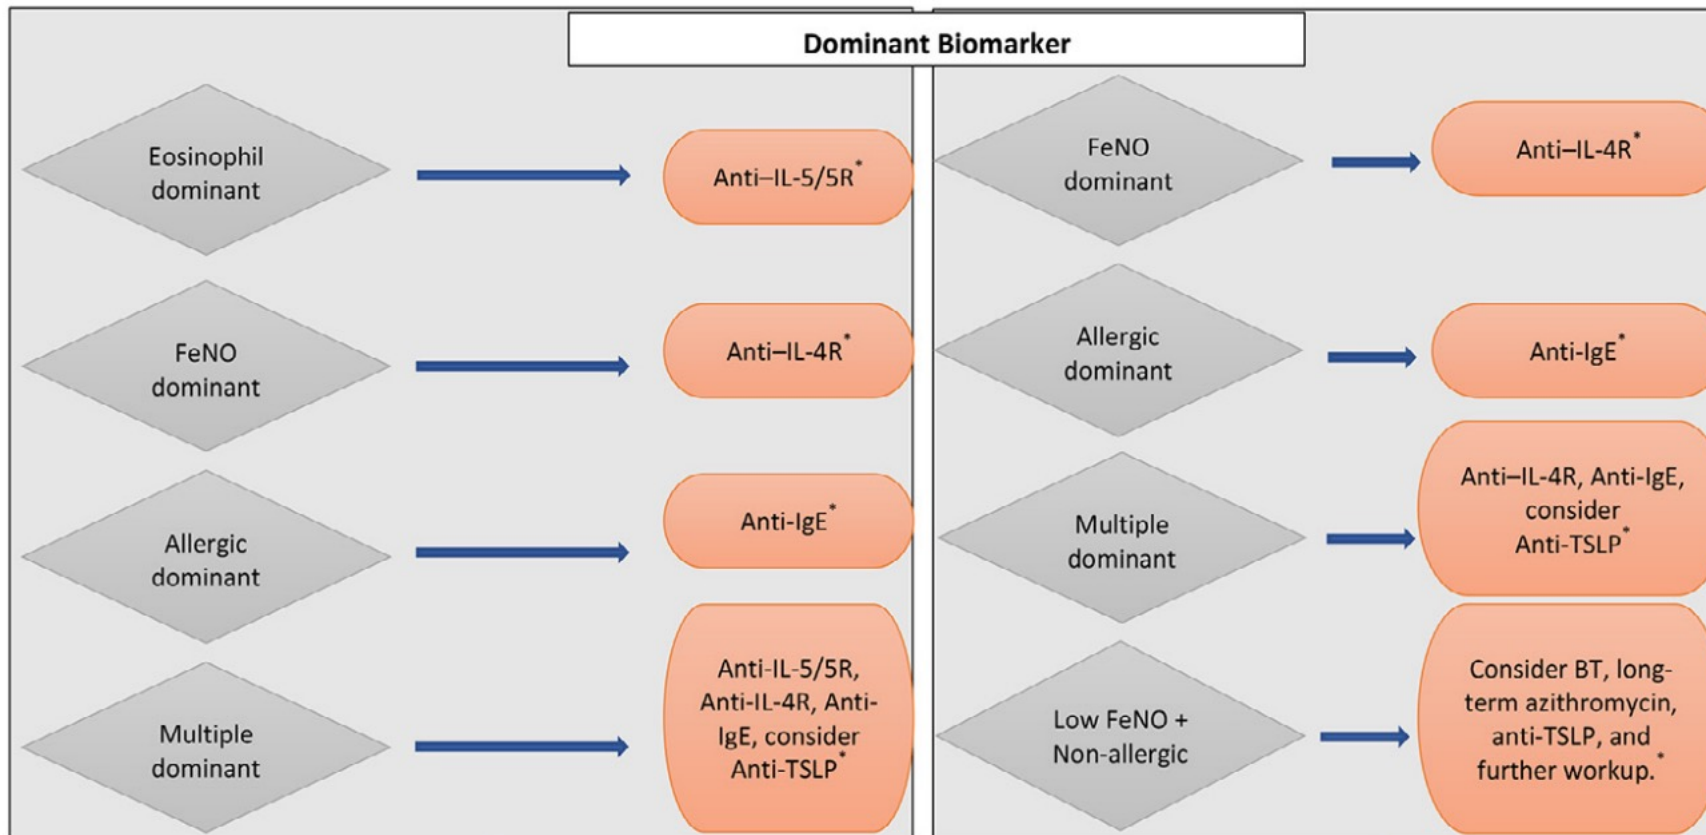 Dominant Biomarker
Eosinophil
dominant
Anti–IL-5/5R*
FeNO
dominant
Anti–IL-4R*
Allergic
dominant
Anti-IgE*
Multiple
dominant
Anti-IL-5/5R,
Anti-IL-4R, Anti-
IgE, consider
Anti-TSLP*
FeNO
dominant
Anti–IL-4R*
Allergic
dominant
Anti-IgE*
Multiple
dominant
Anti–IL-4R, Anti-IgE,
consider
Anti-TSLP*
Low FeNO +
Non-allergic
Consider BT, long-
term azithromycin,
anti-TSLP, and
further workup.*